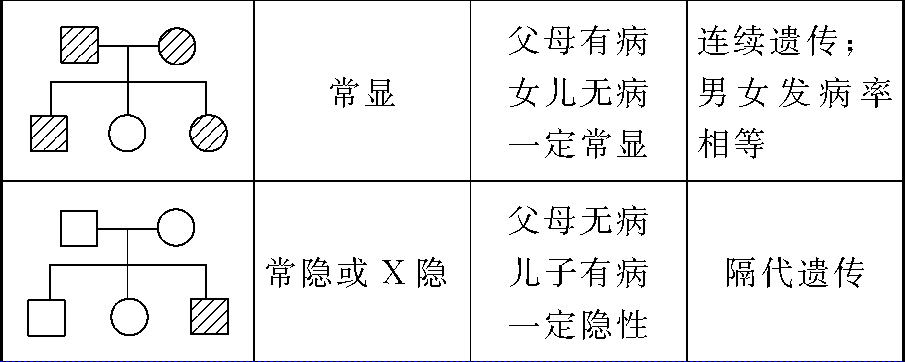 常显
父母有病
女儿无病
一定常显
连续遗传；
男女发病率
相等
常隐或 X 隐
父母无病
儿子有病
一定隐性
隔代遗传